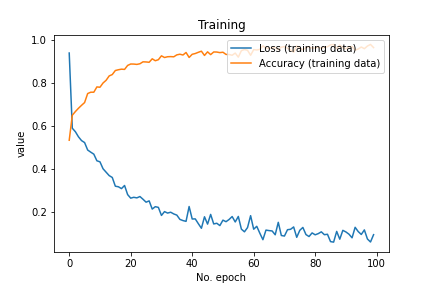 Training
1.0
Loss (training data)
Accuracy (training data)
0.8
0.6
value
0.4
0.2
0
20
40
60
80
100
No. epoch